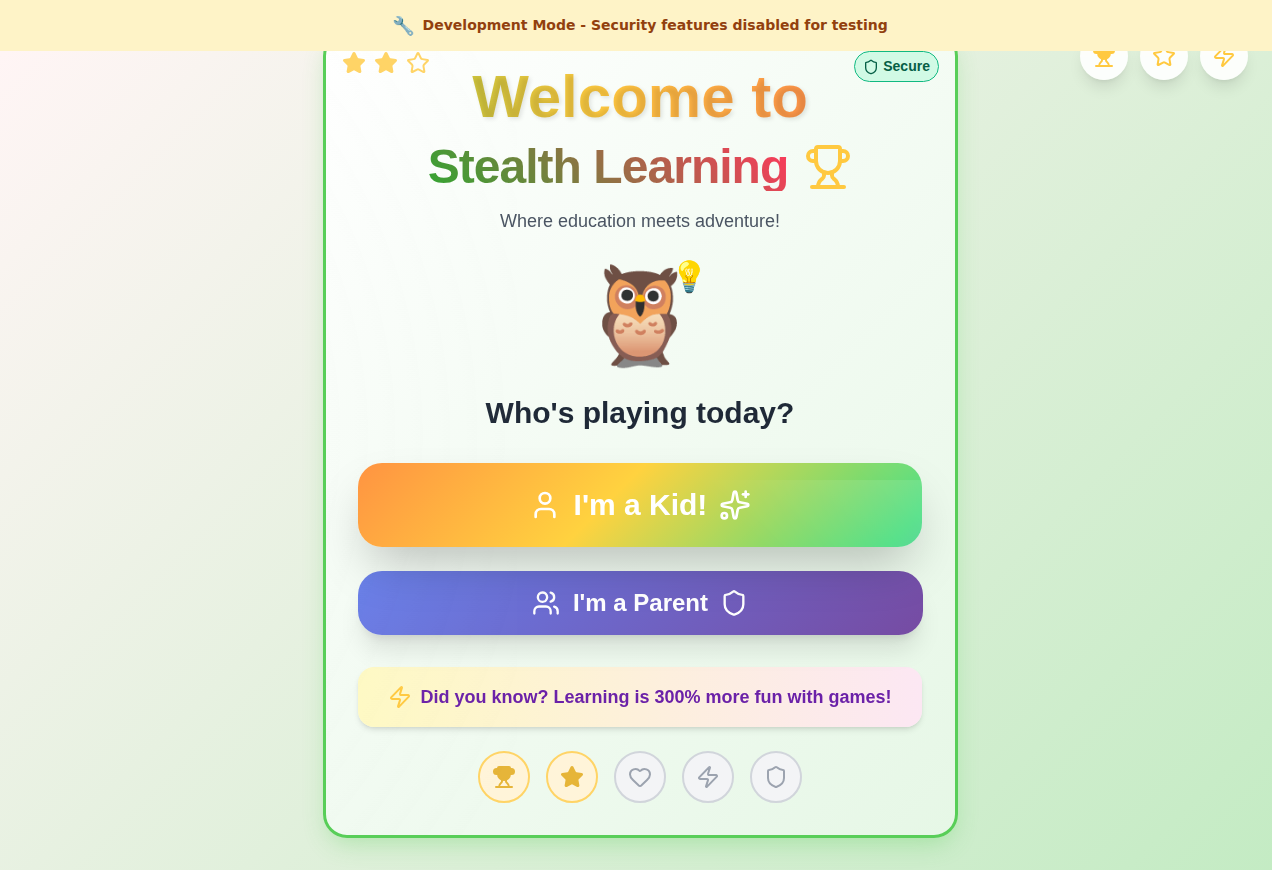 Development Mode - Security features disabled for testing
Secure
Welcome to
Stealth Learning
Where education meets adventure!
Who's playing today?
I'm a Kid!
I'm a Parent
Did you know? Learning is 300% more fun with games!